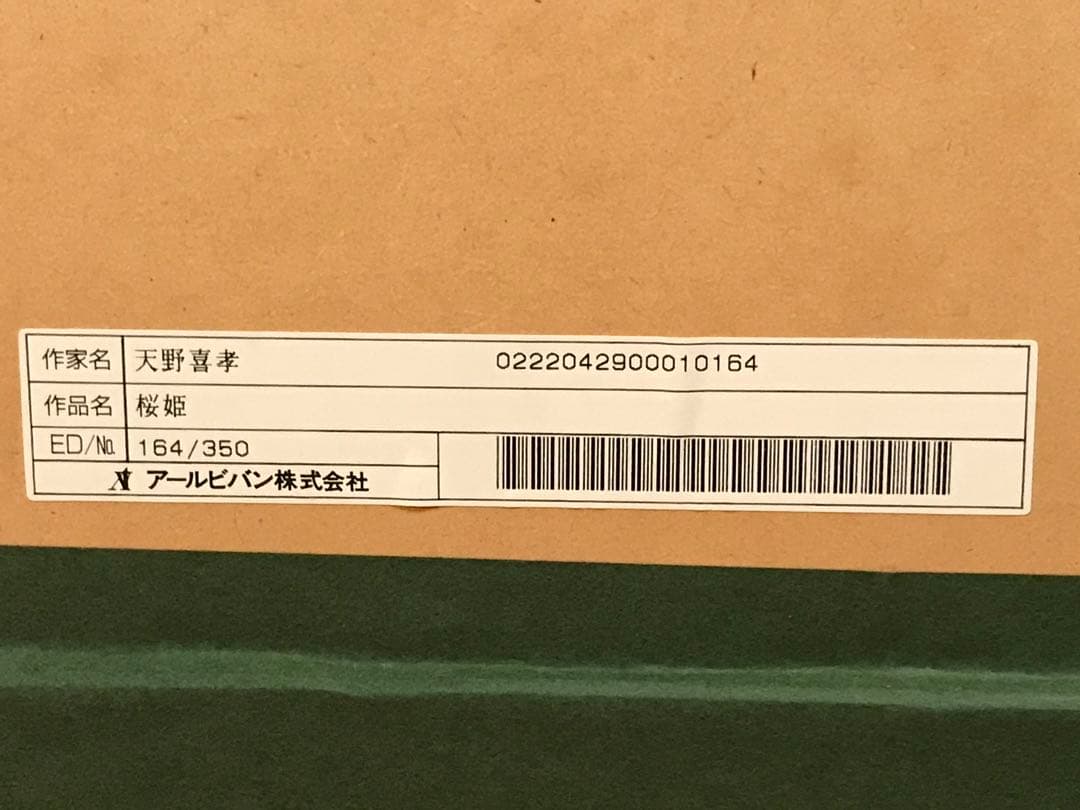 作家名 天野喜孝 0222042900010164
作品名 桜姫
ED/№ 164/350
アールビバン株式会社